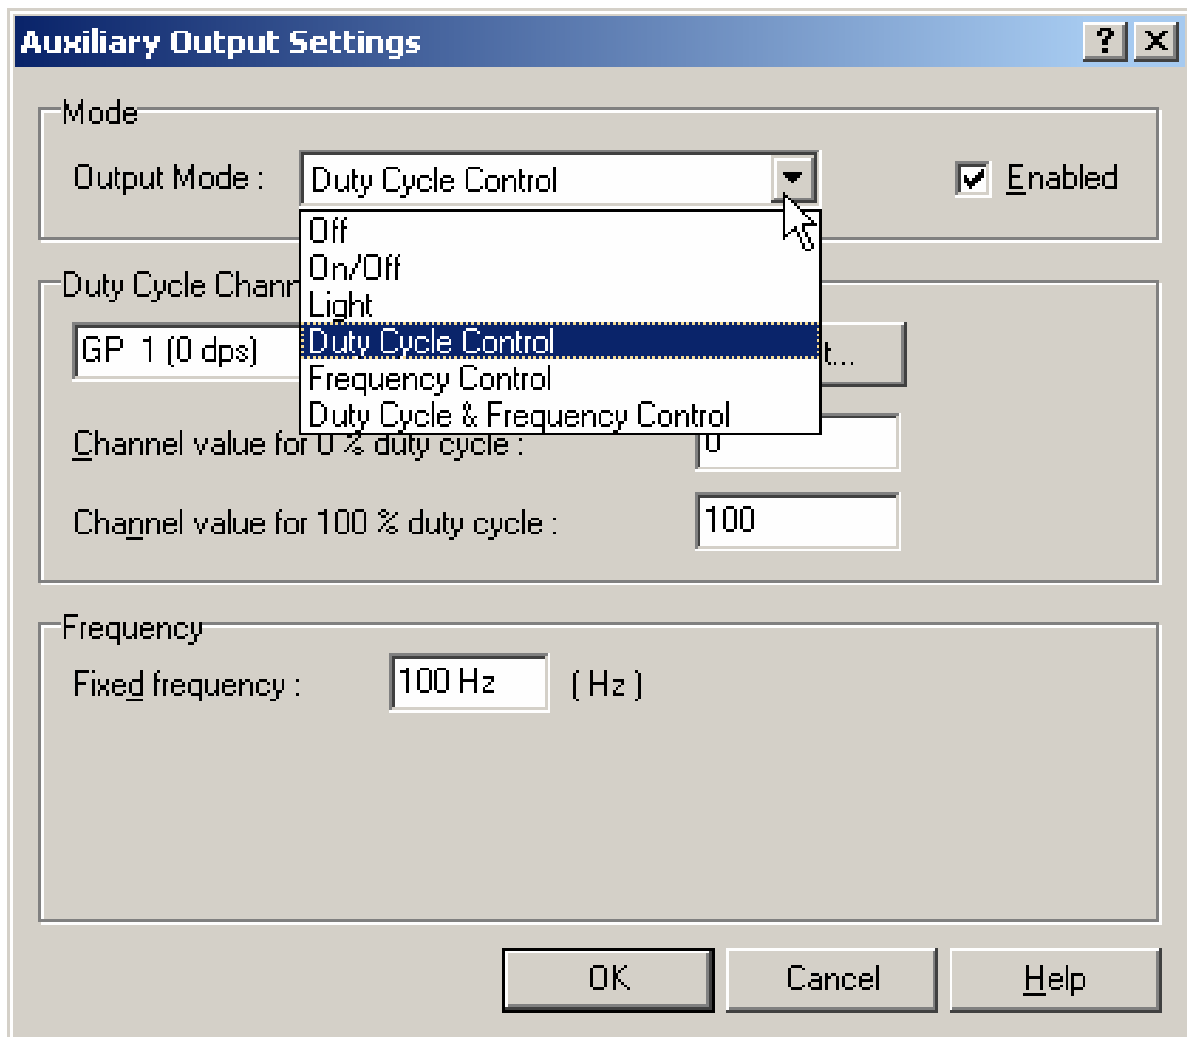 Auxiliary Output Settings
Mode
Output Mode : Duty Cycle Control Enabled
Off
On/Off
Light
Duty Cycle Control
Frequency Control
Duty Cycle & Frequency Control
Duty Cycle
GP 1 (0 dps)
Channel value for 0 % duty cycle : 0
Channel value for 100 % duty cycle : 100
Frequency
Fixed frequency : 100 Hz ( Hz )
OK Cancel Help